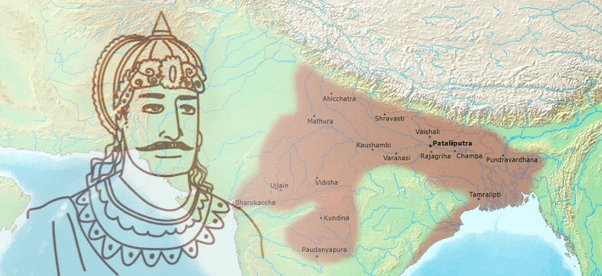 Ahicchatra
Mathura
Shravasti
Vaishali
Pataliputra
Kaushambi
Varanasi
Rajagriha
Champa
Pundravardhana
Ujjain
Vidisha
Tamralipti
Bharukaccha
Kundina
Paudanyapura